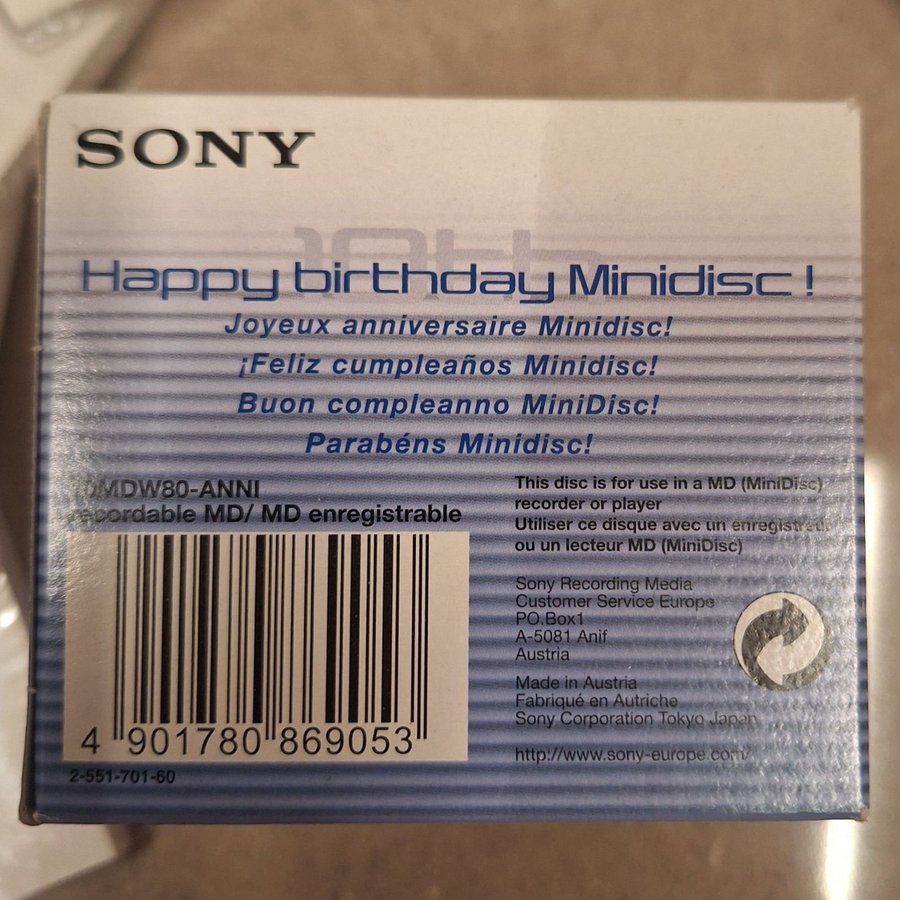 SONY
10th
Happy birthday Minidisc!
Joyeux anniversaire Minidisc!
¡Feliz cumpleaños Minidisc!
Buon compleanno MiniDisc!
Parabéns Minidisc!
10MDW80-ANNI
recordable MD/ MD enregistrable
4 901780 869053
2-551-701-60
This disc is for use in a MD (MiniDisc)
recorder or player
Utiliser ce disque avec un enregistreur
ou un lecteur MD (MiniDisc)
Sony Recording Media
Customer Service Europe
PO.Box1
A-5081 Anif
Austria
Made in Austria
Fabriqué en Autriche
Sony Corporation Tokyo Japan
http://www.sony-europe.com/